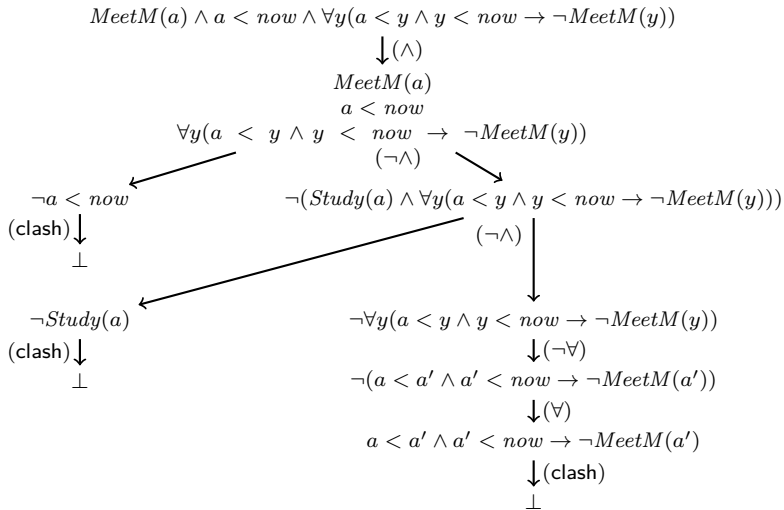 MeetM(a) ∧ a < now ∧ ∀y(a < y ∧ y < now → ¬MeetM(y))
(∧)
MeetM(a)
a < now
∀y(a < y ∧ y < now → ¬MeetM(y))
(¬∧)
¬a < now
¬(Study(a) ∧ ∀y(a < y ∧ y < now → ¬MeetM(y)))
(clash)
(¬∧)
⊥
¬Study(a)
¬∀y(a < y ∧ y < now → ¬MeetM(y))
(clash)
(¬∀)
⊥
¬(a < a′ ∧ a′ < now → ¬MeetM(a′))
(∀)
a < a′ ∧ a′ < now → ¬MeetM(a′)
(clash)
⊥